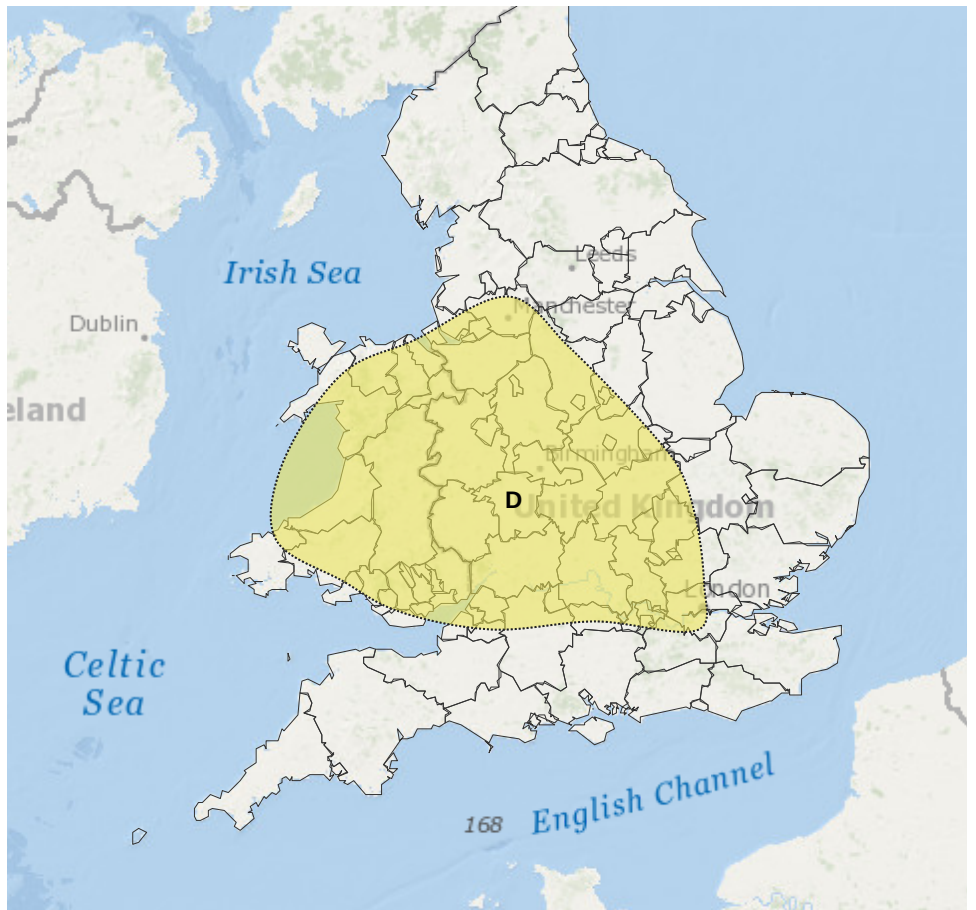 Leeds
Irish Sea
Manchester
Dublin
eland
Birmingham
D
United Kingdom
London
Celtic
Sea
English Channel
168